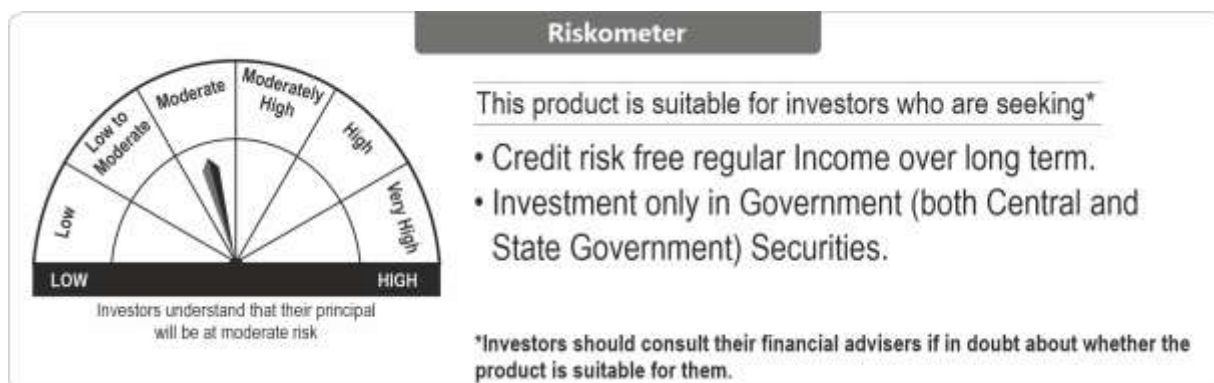 Riskometer
Low
Low to
Moderate
Moderate
Moderately
High
High
Very High
LOW
HIGH
Investors understand that their principal
will be at moderate risk
This product is suitable for investors who are seeking*
• Credit risk free regular Income over long term.
• Investment only in Government (both Central and
State Government) Securities.
*Investors should consult their financial advisers if in doubt about whether the
product is suitable for them.